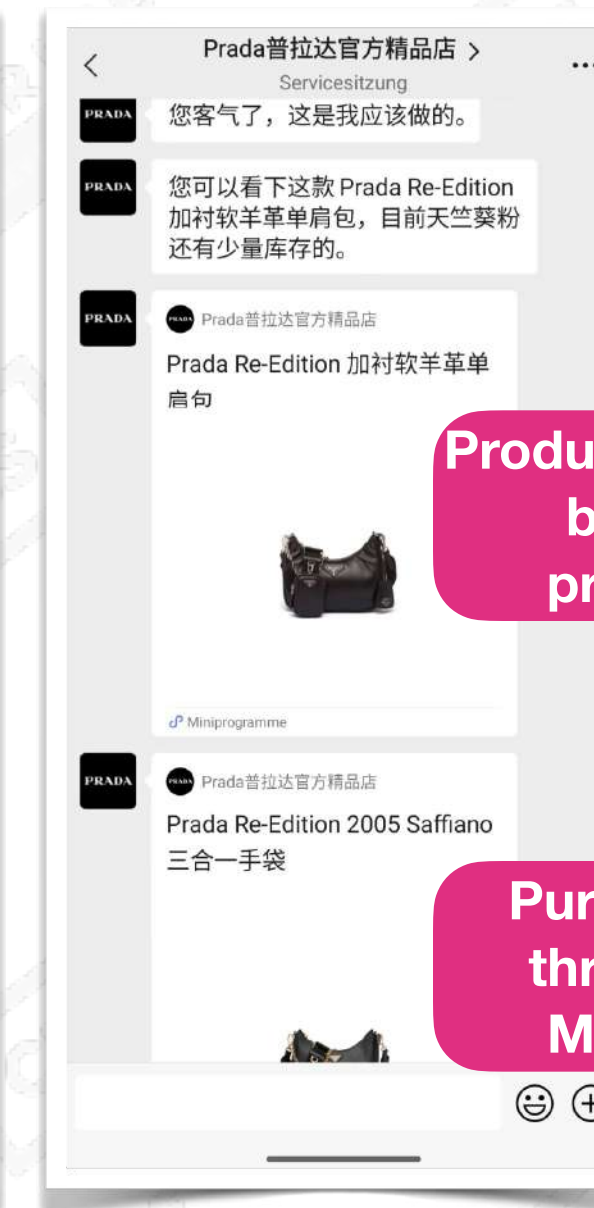 Prada普拉达官方精品店
Servicesitzung
PRADA
您客气了，这是我应该做的。
PRADA
您可以看下这款 Prada Re-Edition
加衬软羊革单肩包，目前天竺葵粉
还有少量库存的。
PRADA
Prada普拉达官方精品店
Prada Re-Edition 加衬软羊革单
肩包
Miniprogramme
PRADA
Prada普拉达官方精品店
Prada Re-Edition 2005 Saffiano
三合一手袋